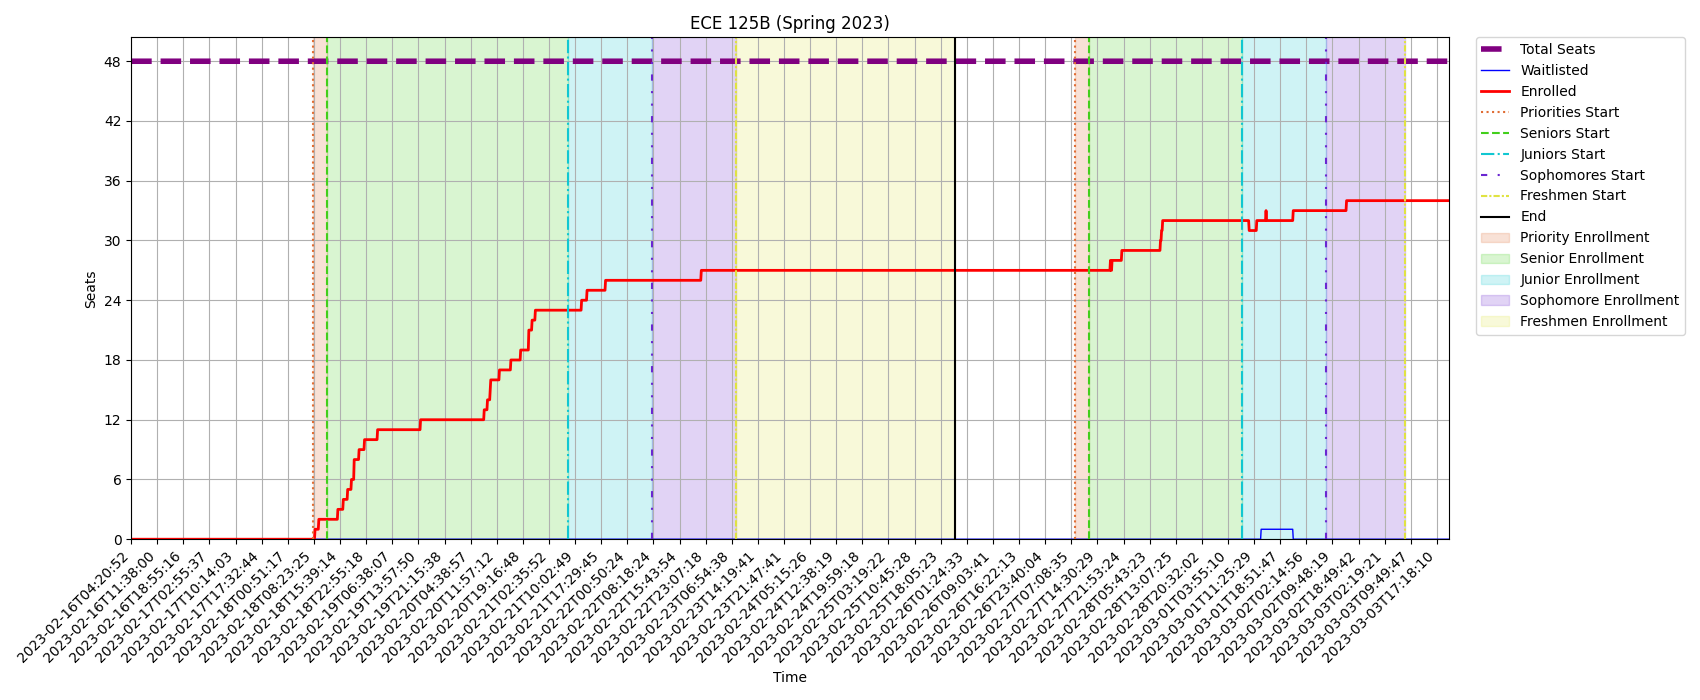 ECE 125B (Spring 2023)
Seats
48
42
36
30
24
18
12
6
0
2023-02-16T04:20:52
2023-02-16T11:38:00
2023-02-16T18:55:16
2023-02-17T02:55:37
2023-02-17T10:14:03
2023-02-17T17:32:44
2023-02-18T00:51:17
2023-02-18T08:23:25
2023-02-18T15:39:14
2023-02-18T22:55:18
2023-02-19T06:38:07
2023-02-19T13:57:50
2023-02-19T21:15:38
2023-02-20T04:38:57
2023-02-20T11:57:12
2023-02-20T19:16:48
2023-02-21T02:35:52
2023-02-21T10:02:49
2023-02-21T17:29:45
2023-02-22T00:50:24
2023-02-22T08:18:24
2023-02-22T15:43:54
2023-02-22T23:07:18
2023-02-23T06:54:38
2023-02-23T14:19:41
2023-02-23T21:47:41
2023-02-24T05:15:26
2023-02-24T12:38:19
2023-02-24T19:59:18
2023-02-25T03:19:22
2023-02-25T10:45:28
2023-02-25T18:05:23
2023-02-26T01:24:33
2023-02-26T09:03:41
2023-02-26T16:22:13
2023-02-26T23:40:04
2023-02-27T07:08:35
2023-02-27T14:30:29
2023-02-27T21:53:24
2023-02-28T05:43:23
2023-02-28T13:07:25
2023-02-28T20:32:02
2023-03-01T03:55:10
2023-03-01T11:25:29
2023-03-01T18:51:47
2023-03-02T02:14:56
2023-03-02T09:48:19
2023-03-02T18:49:42
2023-03-03T02:19:21
2023-03-03T09:49:47
2023-03-03T17:18:10
Time
Total Seats
Waitlisted
Enrolled
Priorities Start
Seniors Start
Juniors Start
Sophomores Start
Freshmen Start
End
Priority Enrollment
Senior Enrollment
Junior Enrollment
Sophomore Enrollment
Freshmen Enrollment